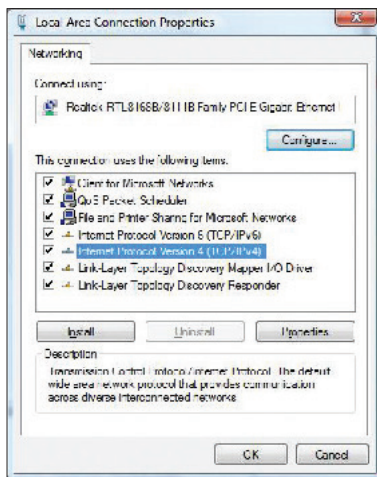 Local Area Connection Properties
Networking
Connect using:
Realtek RTL8168B/8111B Family PCI-E Gigabit Ethernet
Configure...
This connection uses the following items:
Client for Microsoft Networks
QoS Packet Scheduler
File and Printer Sharing for Microsoft Networks
Internet Protocol Version 6 (TCP/IPv6)
Internet Protocol Version 4 (TCP/IPv4)
Link-Layer Topology Discovery Mapper I/O Driver
Link-Layer Topology Discovery Responder
Install...
Uninstall
Properties
Description
Transmission Control Protocol/Internet Protocol. The default
wide area network protocol that provides communication
across diverse interconnected networks.
OK
Cancel